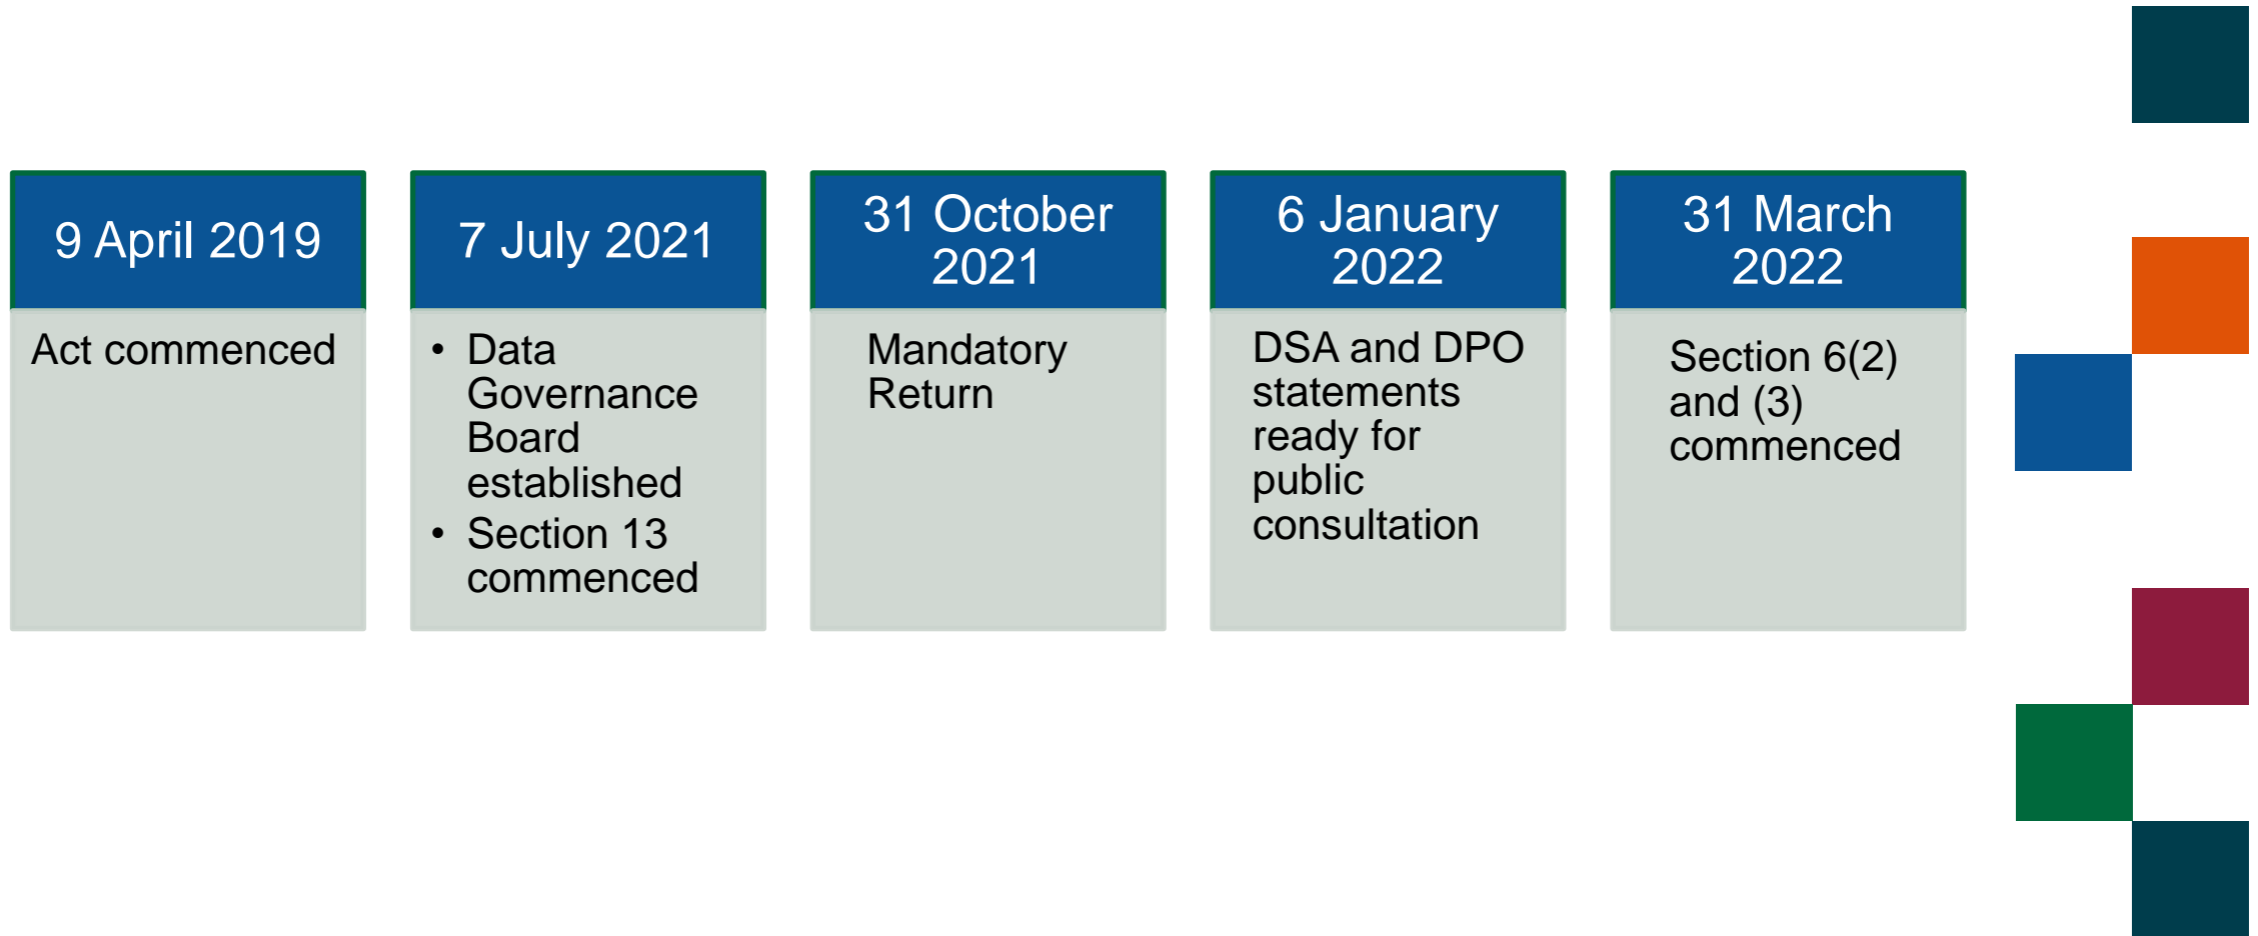 9 April 2019
Act commenced
7 July 2021
• Data
Governance
Board
established
• Section 13
commenced
31 October
2021
Mandatory
Return
6 January
2022
DSA and DPO
statements
ready for
public
consultation
31 March
2022
Section 6(2)
and (3)
commenced